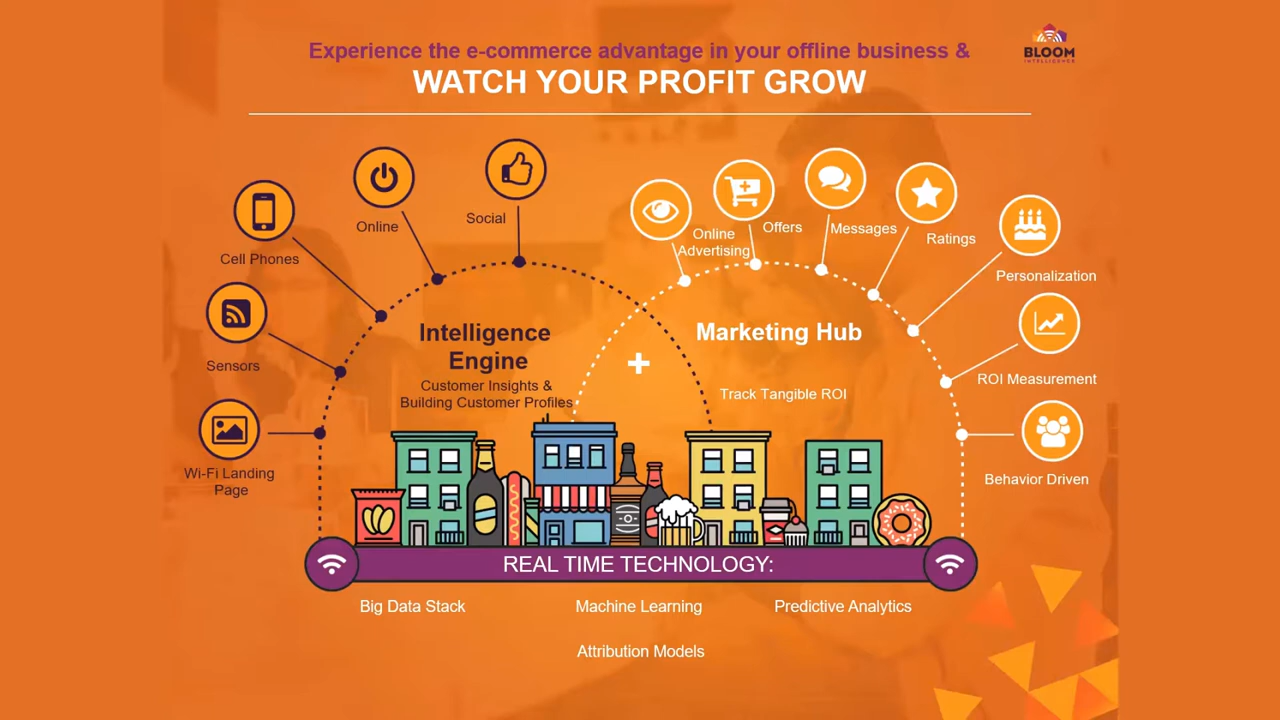 Experience the e-commerce advantage in your offline business &
WATCH YOUR PROFIT GROW
BLOOM
INTELLIGENCE
Social
Online
Cell Phones
Sensors
Wi-Fi Landing
Page
Intelligence
Engine
Customer Insights &
Building Customer Profiles
+
Marketing Hub
Track Tangible ROI
Online
Advertising
Offers
Messages
Ratings
Personalization
ROI Measurement
Behavior Driven
REAL TIME TECHNOLOGY:
Big Data Stack
Machine Learning
Predictive Analytics
Attribution Models